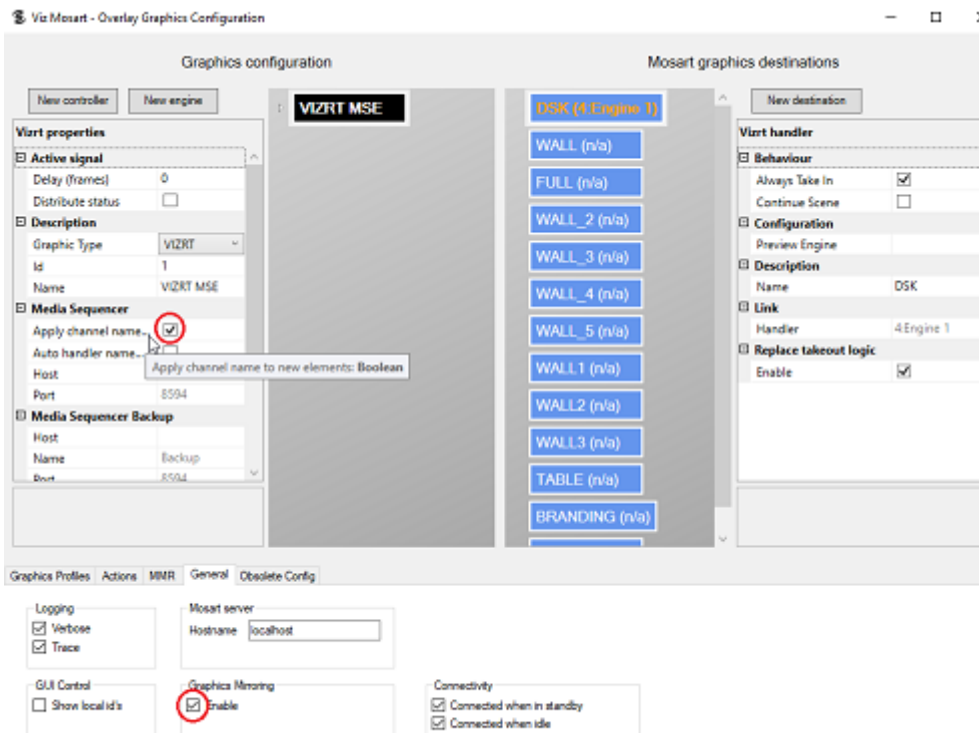 Viz Mosart - Overlay Graphics Configuration
Graphics configuration
Mosart graphics destinations
New controller
New engine
VIZRT MSE
New destination
Vizrt properties
Active signal
Delay (frames) 0
Distribute status
Description
Graphic Type VIZRT
Id 1
Name VIZRT MSE
Media Sequencer
Apply channel name...
Auto handler name...
Apply channel name to new elements: Boolean
Host
Port 8594
Media Sequencer Backup
Host
Name Backup
Port 8594
DSK (4:Engine 1)
WALL (n/a)
FULL (n/a)
WALL_2 (n/a)
WALL_3 (n/a)
WALL_4 (n/a)
WALL_5 (n/a)
WALL1 (n/a)
WALL2 (n/a)
WALL3 (n/a)
TABLE (n/a)
BRANDING (n/a)
Vizrt handler
Behaviour
Always Take In
Continue Scene
Configuration
Preview Engine
Description
Name DSK
Link
Handler 4:Engine 1
Replace takeout logic
Enable
Graphics Profiles Actions MMR General Obsolete Config
Logging
Verbose
Trace
Mosart server
Hostname localhost
GUI Control
Show local id's
Graphics Mirroring
Enable
Connectivity
Connected when in standby
Connected when idle